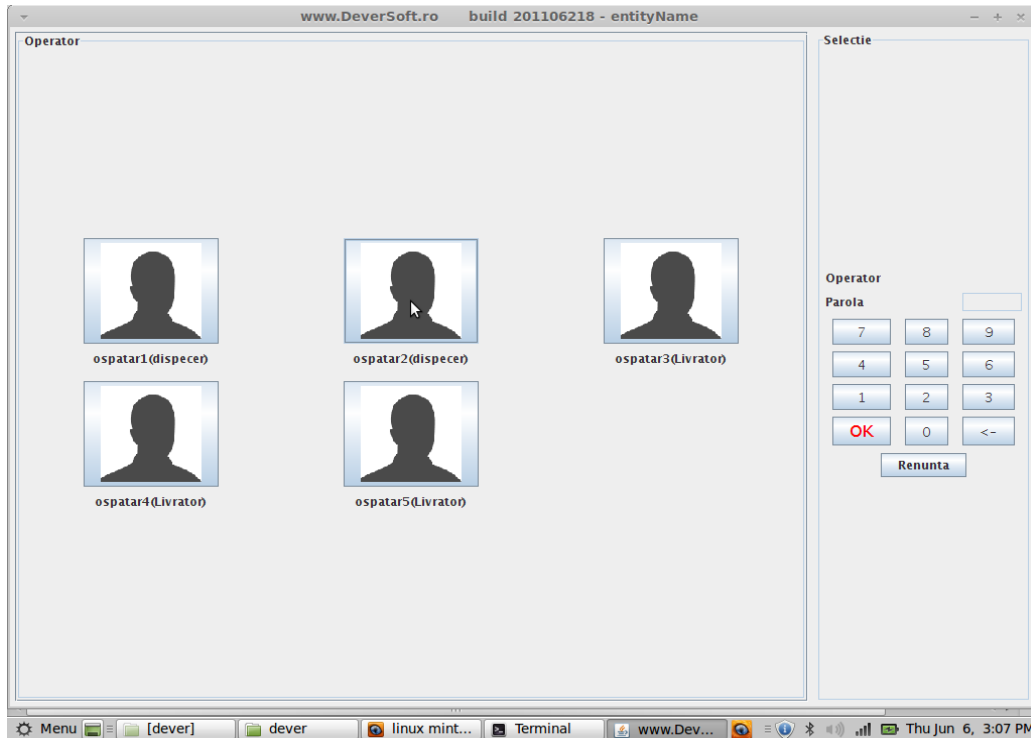 www.DeverSoft.ro build 201106218 - entityName
Operator
ospatar1(dispecer) ospatar2(dispecer) ospatar3(Livrator)
ospatar4(Livrator) ospatar5(Livrator)
Selectie
Operator
Parola
7 8 9
4 5 6
1 2 3
OK 0 <-
Renunta
Menu [dever] dever linux mint... Terminal www.Dev... Thu Jun 6, 3:07 PM